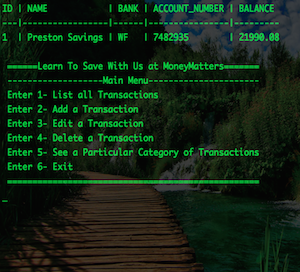 ID | NAME | BANK | ACCOUNT_NUMBER | BALANCE
---|-----------------|------|----------------|----------
1 | Preston Savings | WF | 7482935 | 21990.08
======Learn To Save With Us at MoneyMatters=======
-------------------Main Menu----------------------
Enter 1- List all Transactions
Enter 2- Add a Transaction
Enter 3- Edit a Transaction
Enter 4- Delete a Transaction
Enter 5- See a Particular Category of Transactions
Enter 6- Exit
==================================================
_